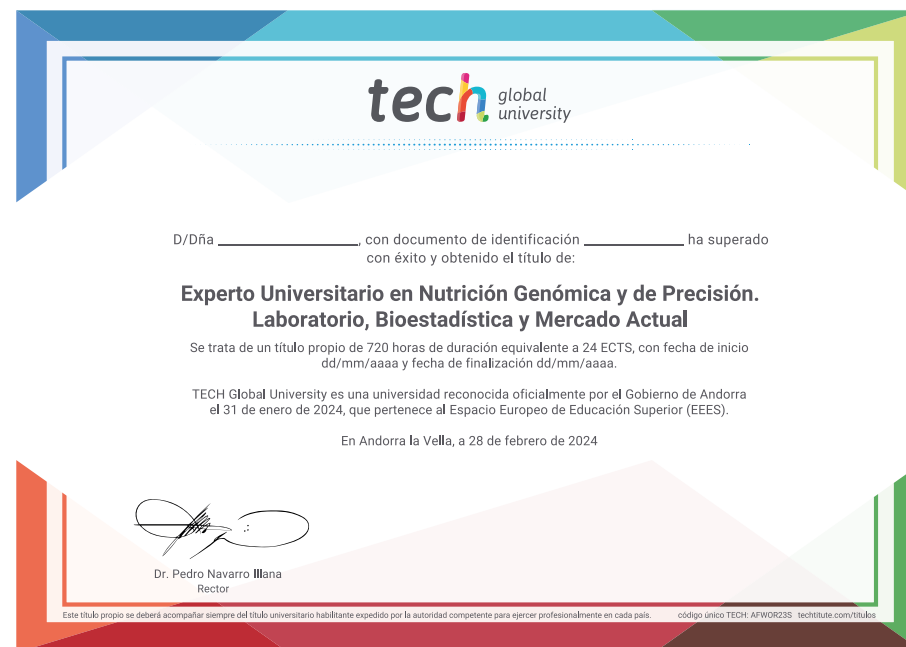 tech global
university
D/Dña ____________________, con documento de identificación ______________ ha superado
con éxito y obtenido el título de:
Experto Universitario en Nutrición Genómica y de Precisión.
Laboratorio, Bioestadística y Mercado Actual
Se trata de un título propio de 720 horas de duración equivalente a 24 ECTS, con fecha de inicio
dd/mm/aaaa y fecha de finalización dd/mm/aaaa.
TECH Global University es una universidad reconocida oficialmente por el Gobierno de Andorra
el 31 de enero de 2024, que pertenece al Espacio Europeo de Educación Superior (EEES).
En Andorra la Vella, a 28 de febrero de 2024
Dr. Pedro Navarro Illana
Rector
Este título propio se deberá acompañar siempre del título universitario habilitante expedido por la autoridad competente para ejercer profesionalmente en cada país. código único TECH: AFWOR23S techtitute.com/titulos